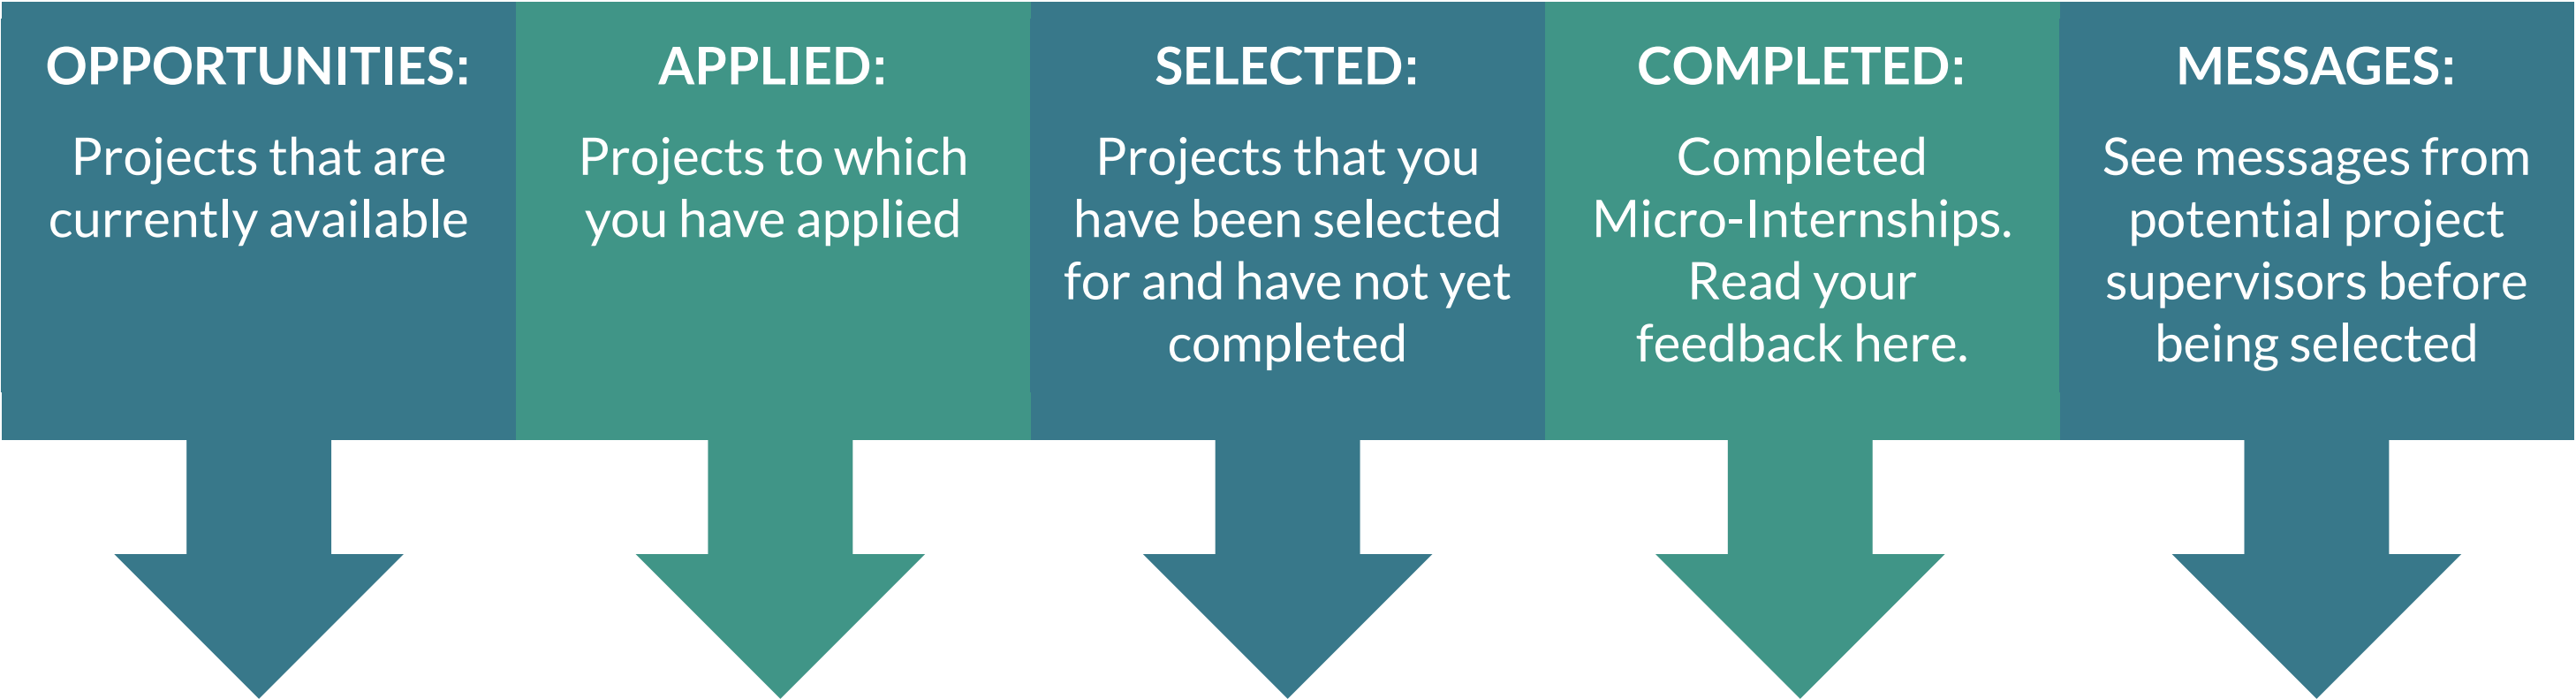 OPPORTUNITIES:
Projects that are
currently available
APPLIED:
Projects to which
you have applied
SELECTED:
Projects that you
have been selected
for and have not yet
completed
COMPLETED:
Completed
Micro-Internships.
Read your
feedback here.
MESSAGES:
See messages from
potential project
supervisors before
being selected